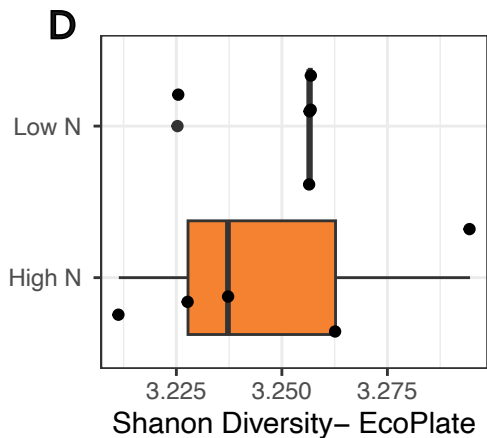 D
Low N
High N
3.225 3.250 3.275
Shanon Diversity− EcoPlate